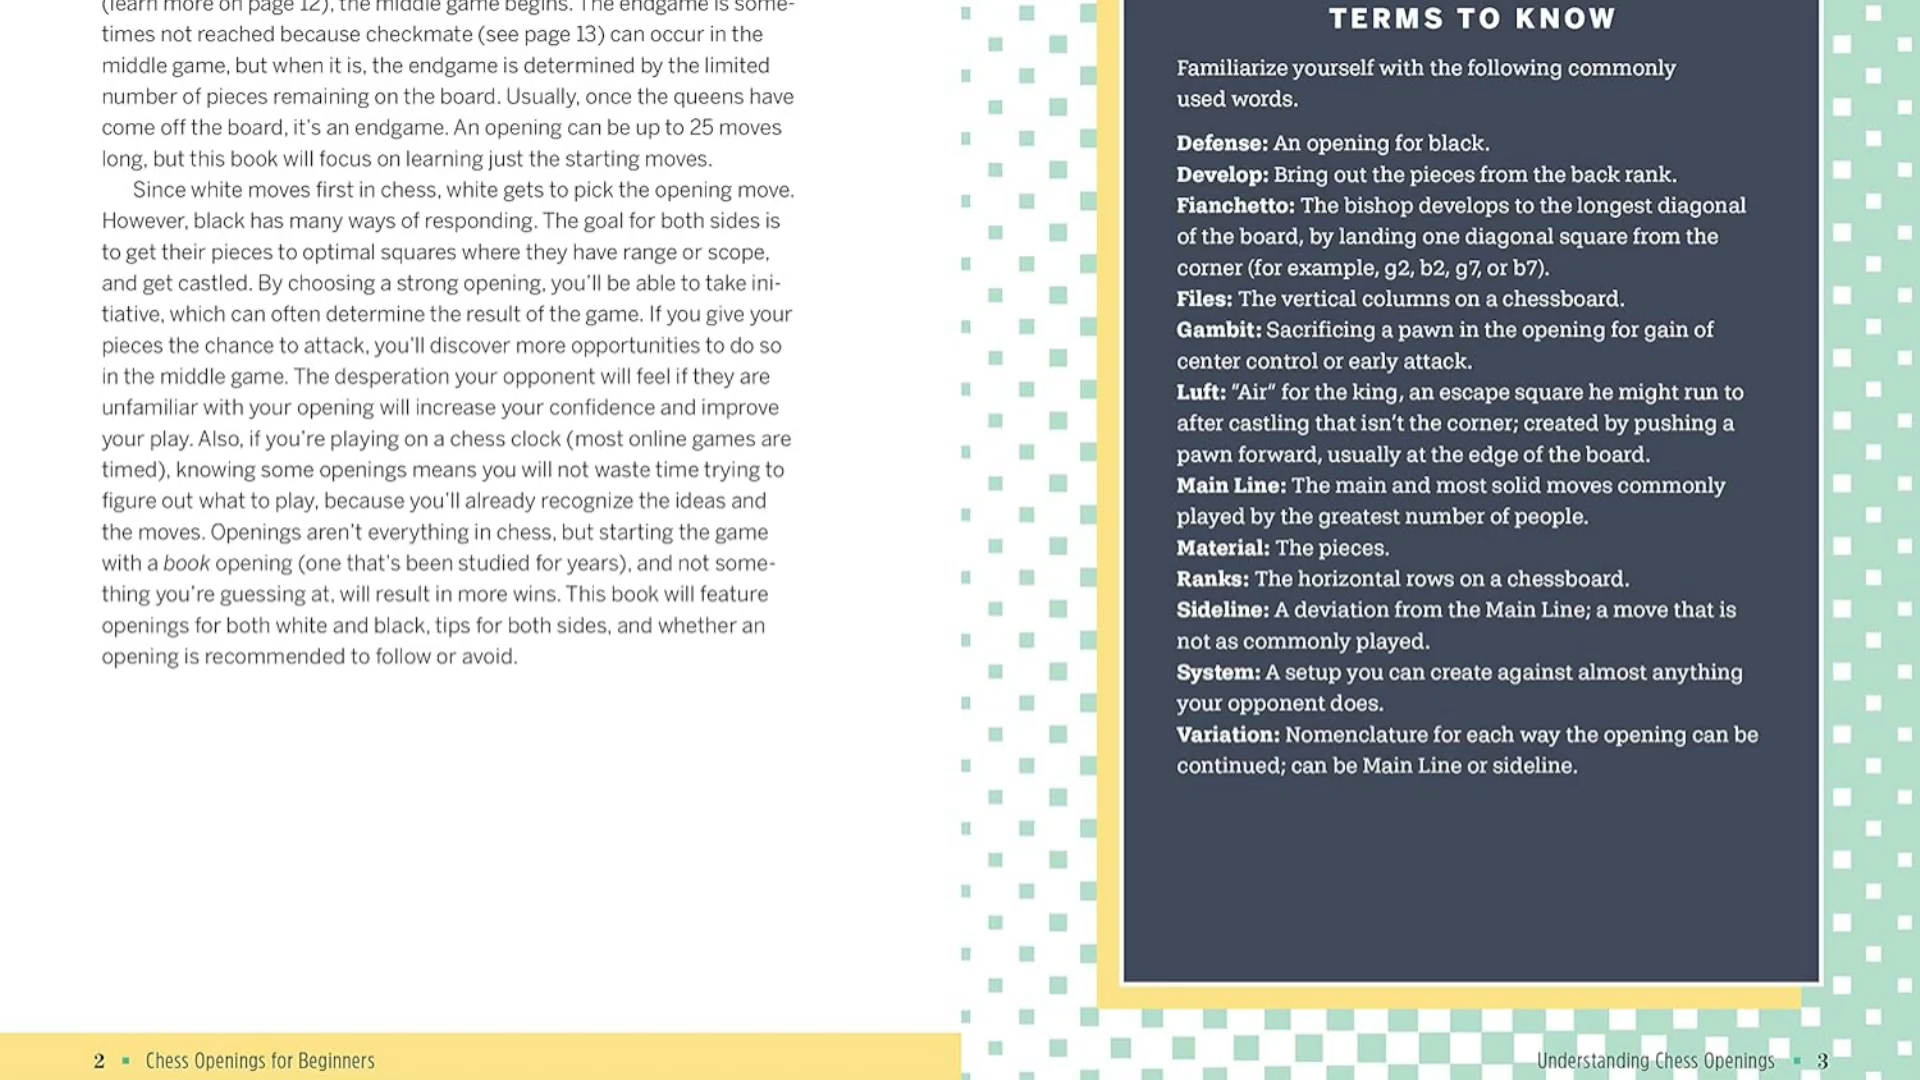 (learn more on page 12), the middle game begins. The endgame is some-
times not reached because checkmate (see page 13) can occur in the
middle game, but when it is, the endgame is determined by the limited
number of pieces remaining on the board. Usually, once the queens have
come off the board, it's an endgame. An opening can be up to 25 moves
long, but this book will focus on learning just the starting moves.
Since white moves first in chess, white gets to pick the opening move.
However, black has many ways of responding. The goal for both sides is
to get their pieces to optimal squares where they have range or scope,
and get castled. By choosing a strong opening, you'll be able to take ini-
tiative, which can often determine the result of the game. If you give your
pieces the chance to attack, you'll discover more opportunities to do so
in the middle game. The desperation your opponent will feel if they are
unfamiliar with your opening will increase your confidence and improve
your play. Also, if you're playing on a chess clock (most online games are
timed), knowing some openings means you will not waste time trying to
figure out what to play, because you'll already recognize the ideas and
the moves. Openings aren't everything in chess, but starting the game
with a book opening (one that's been studied for years), and not some-
thing you're guessing at, will result in more wins. This book will feature
openings for both white and black, tips for both sides, and whether an
opening is recommended to follow or avoid.
2 ▪ Chess Openings for Beginners
TERMS TO KNOW
Familiarize yourself with the following commonly
used words.
Defense: An opening for black.
Develop: Bring out the pieces from the back rank.
Fianchetto: The bishop develops to the longest diagonal
of the board, by landing one diagonal square from the
corner (for example, g2, b2, g7, or b7).
Files: The vertical columns on a chessboard.
Gambit: Sacrificing a pawn in the opening for gain of
center control or early attack.
Luft: "Air" for the king, an escape square he might run to
after castling that isn't the corner; created by pushing a
pawn forward, usually at the edge of the board.
Main Line: The main and most solid moves commonly
played by the greatest number of people.
Material: The pieces.
Ranks: The horizontal rows on a chessboard.
Sideline: A deviation from the Main Line; a move that is
not as commonly played.
System: A setup you can create against almost anything
your opponent does.
Variation: Nomenclature for each way the opening can be
continued; can be Main Line or sideline.
Understanding Chess Openings ▪ 3